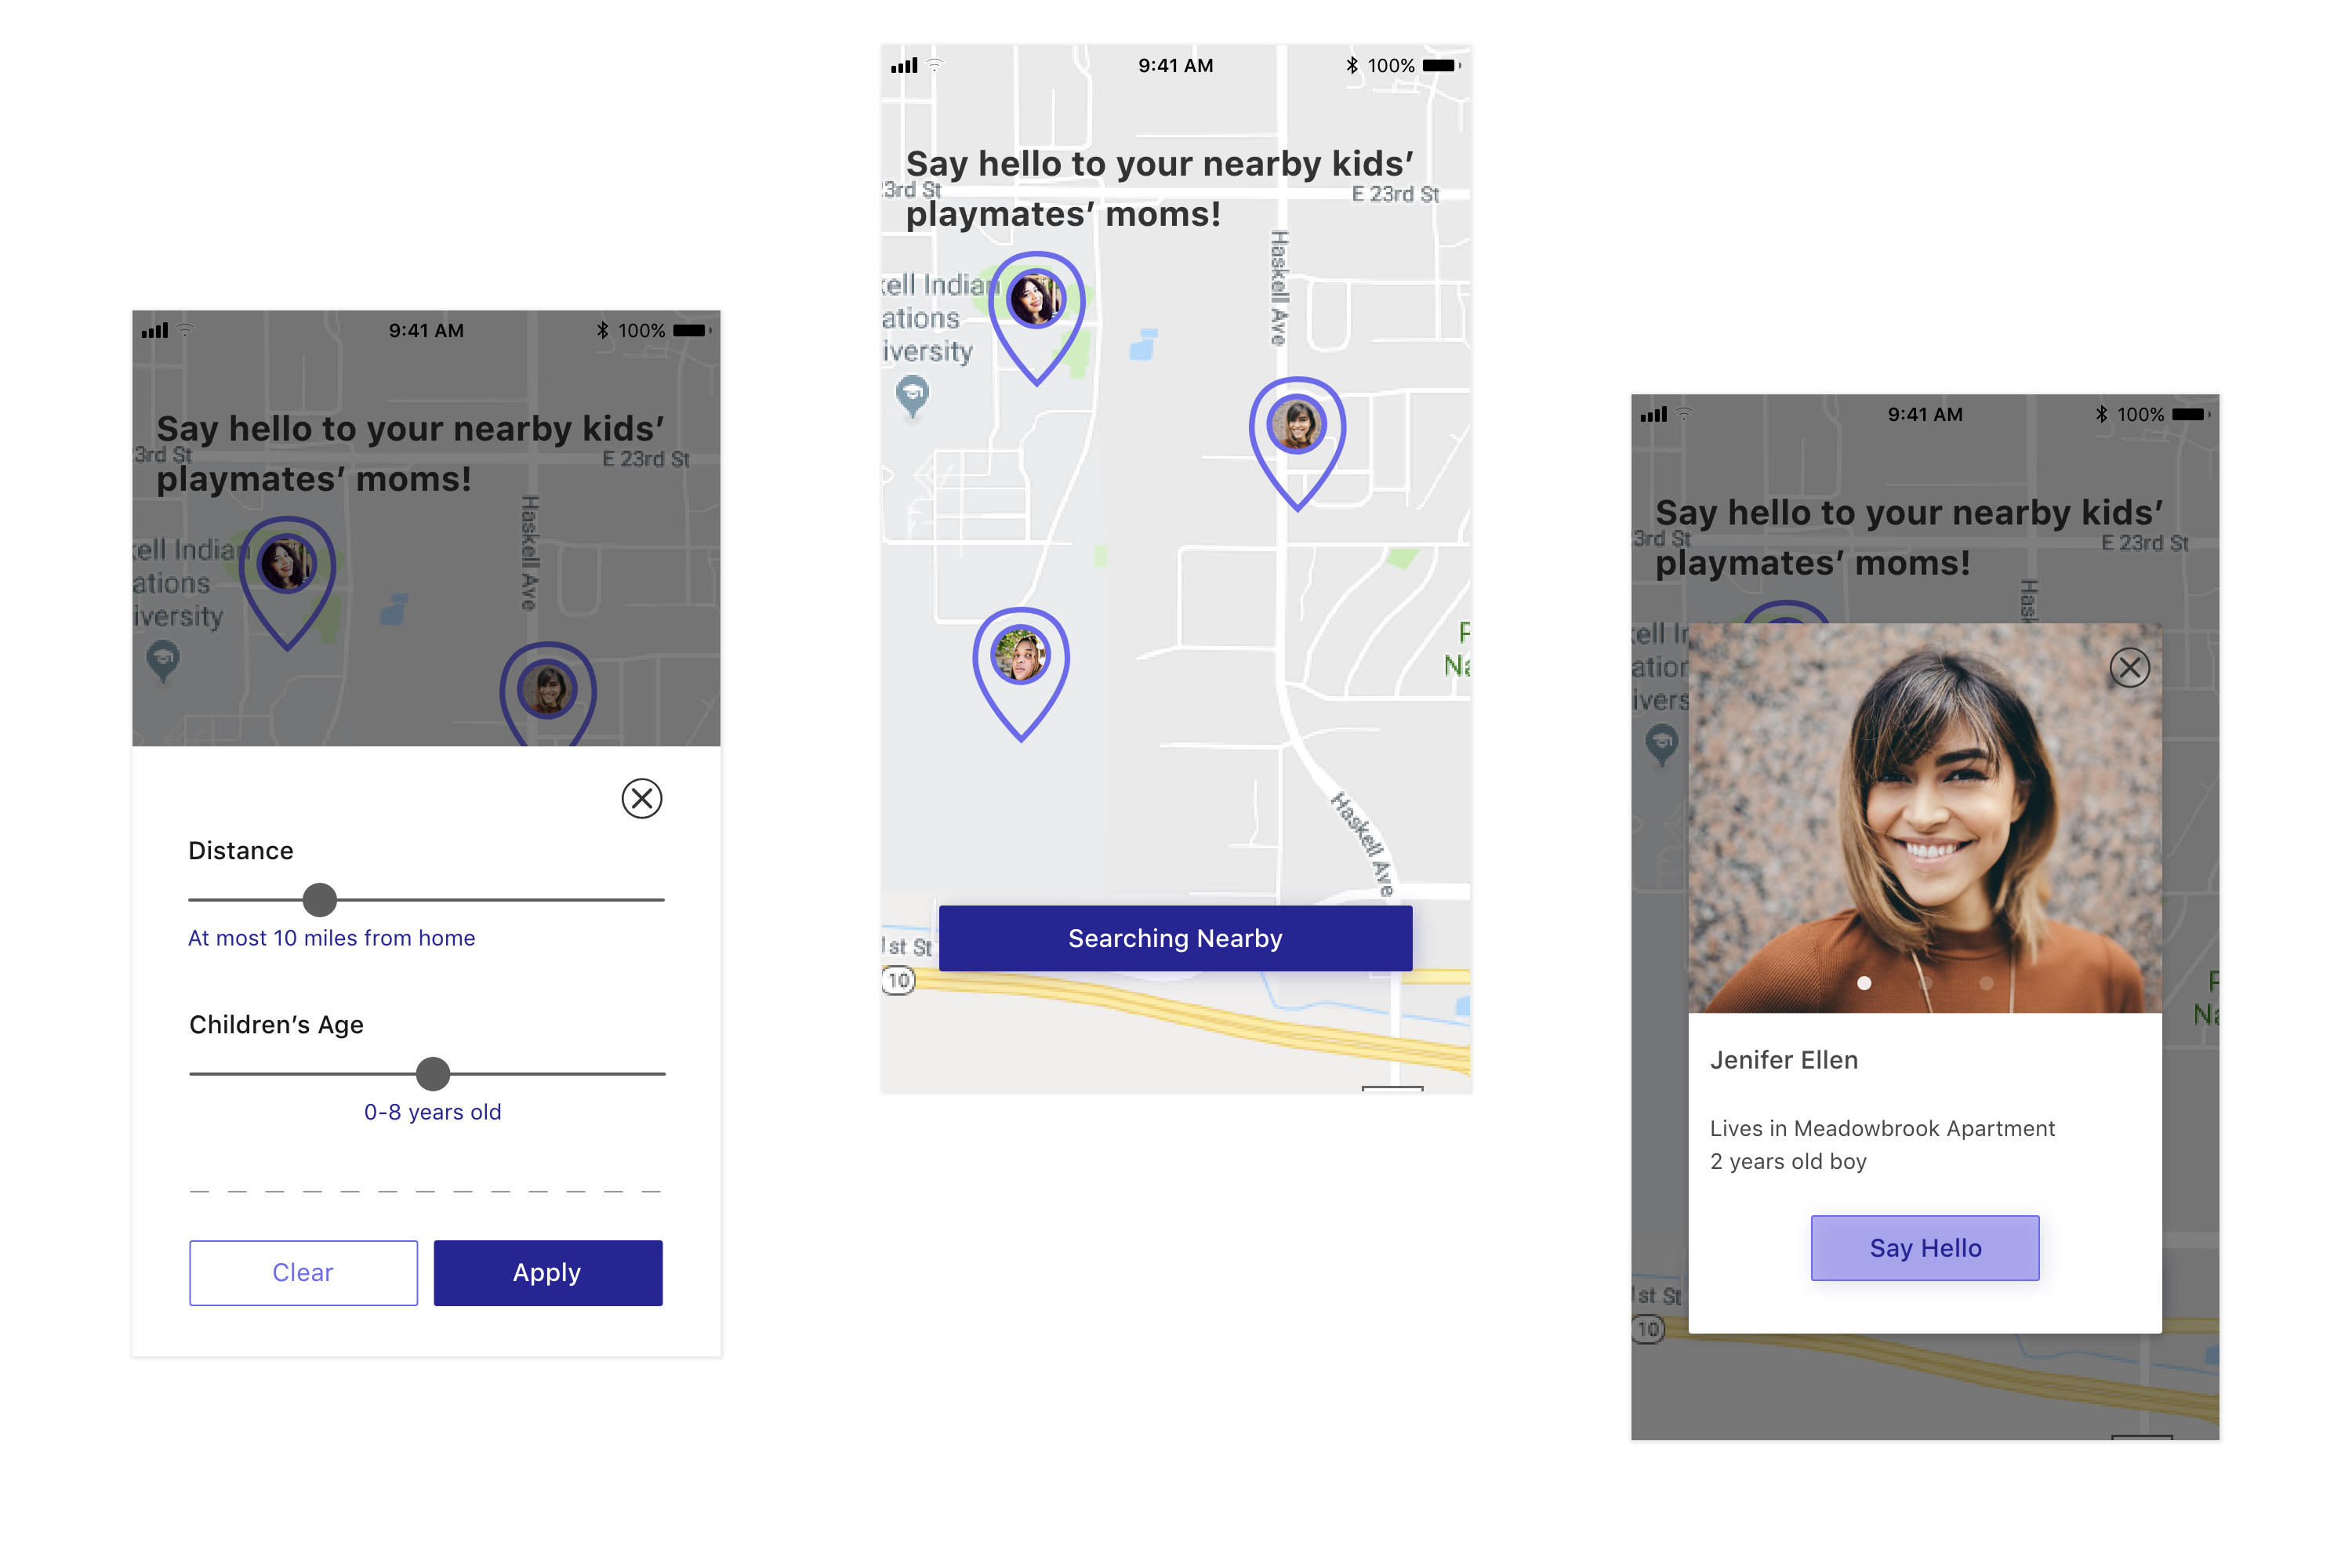 9:41 AM
100%
Say hello to your nearby kids’
3rd St
E 23rd St
playmates’ moms!
Haskell Ave
ell Indian
ations
iversity
Distance
At most 10 miles from home
Children’s Age
0-8 years old
Clear
Apply
9:41 AM
100%
Say hello to your nearby kids’
3rd St
E 23rd St
playmates’ moms!
Haskell Ave
ell Indian
ations
iversity
P
Na
Haskell Ave
Searching Nearby
1st St
10
9:41 AM
100%
Say hello to your nearby kids’
3rd St
E 23rd St
playmates’ moms!
Has
ell In
ation
ivers
P
Na
Jenifer Ellen
Lives in Meadowbrook Apartment
2 years old boy
Say Hello
1st St
10